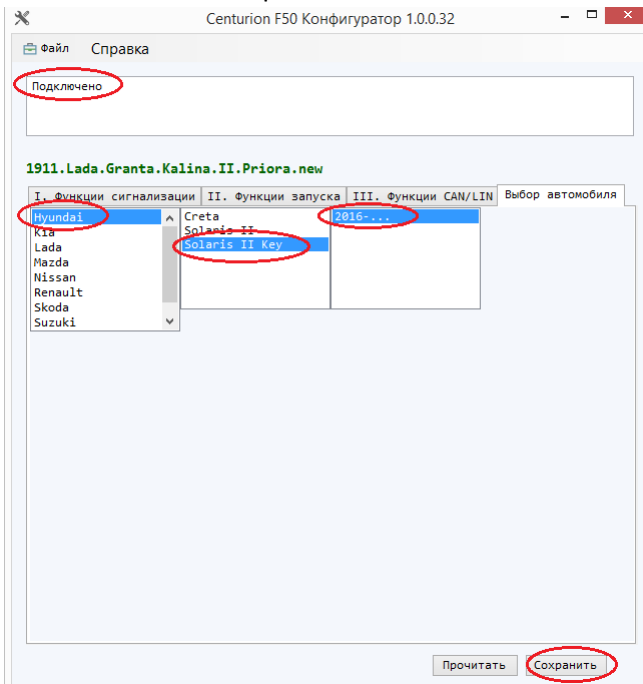 Centurion F50 Конфигуратор 1.0.0.32
Файл Справка
Подключено
1911.Lada.Granta.Kalina.II.Priora.new
I. Функции сигнализации II. Функции запуска III. Функции CAN/LIN Выбор автомобиля
Hyundai Creta 2016-...
Kia Solaris II
Lada Solaris II Key
Mazda
Nissan
Renault
Skoda
Suzuki
Прочитать Сохранить